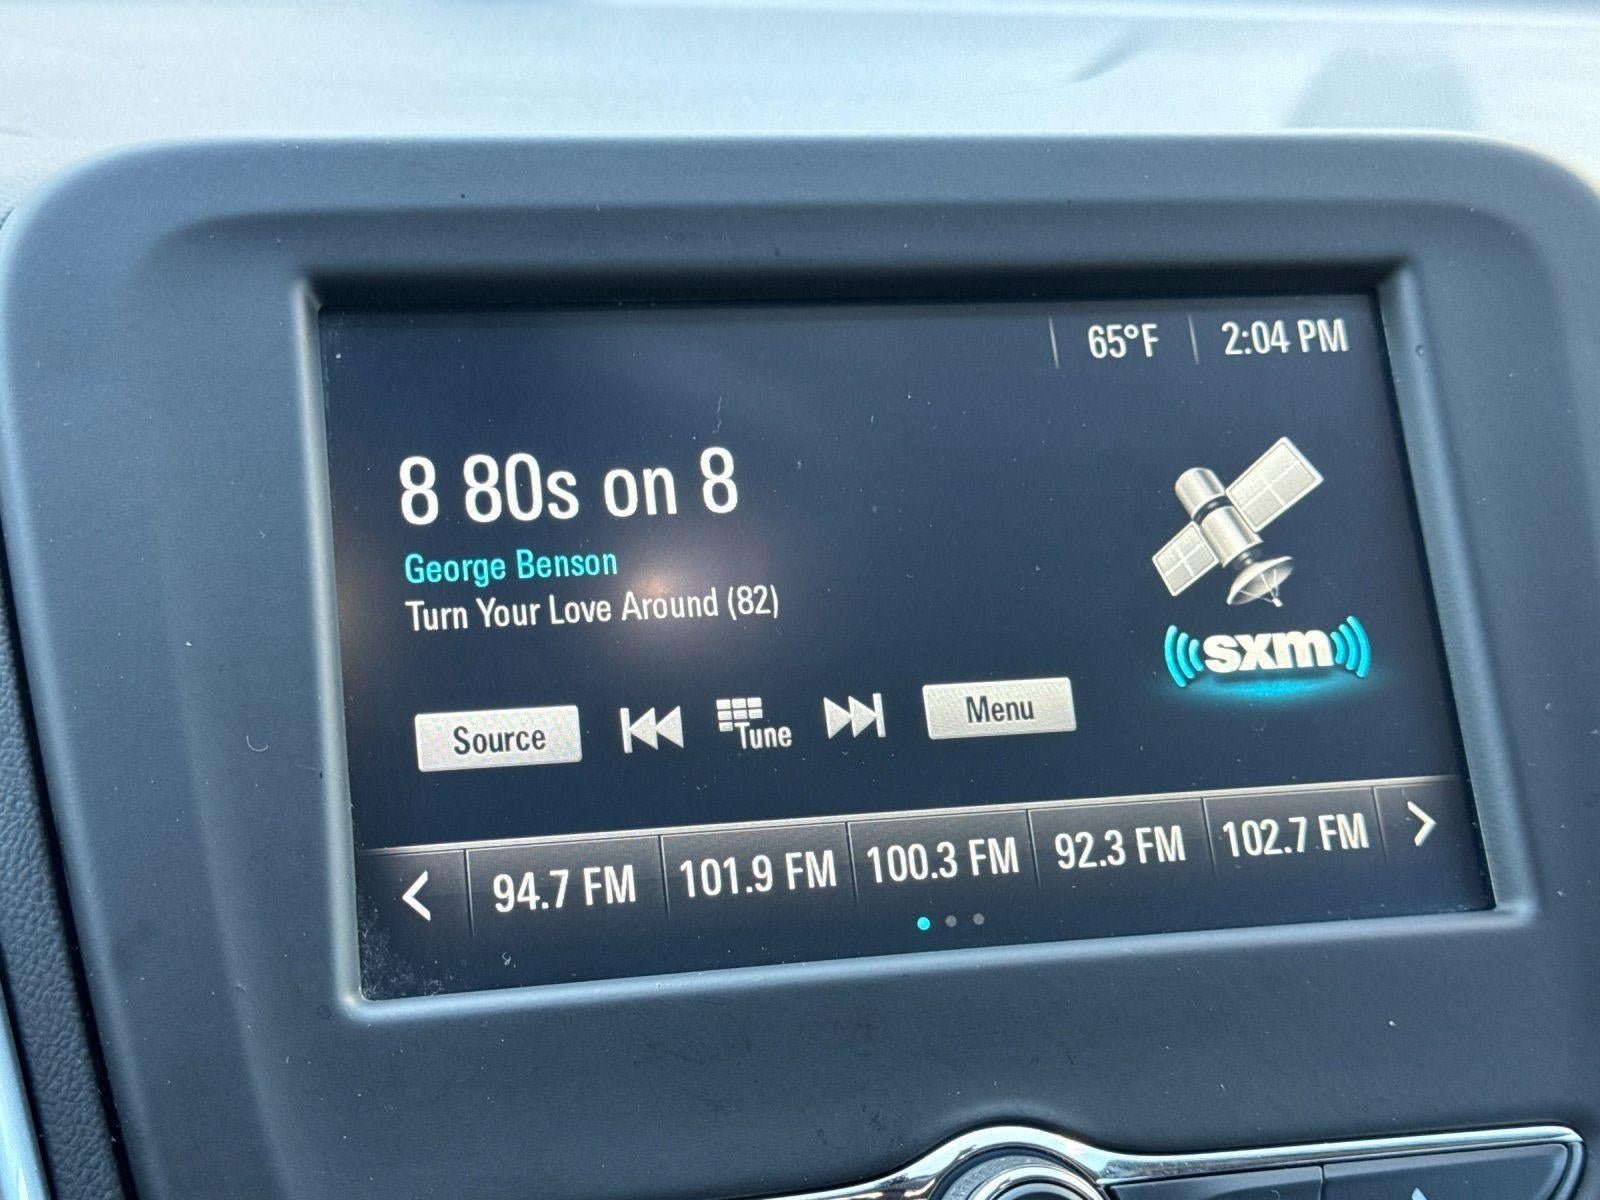 65°F 2:04 PM
8 80s on 8
George Benson
Turn Your Love Around (82)
sxm
Source Tune Menu
94.7 FM 101.9 FM 100.3 FM 92.3 FM 102.7 FM